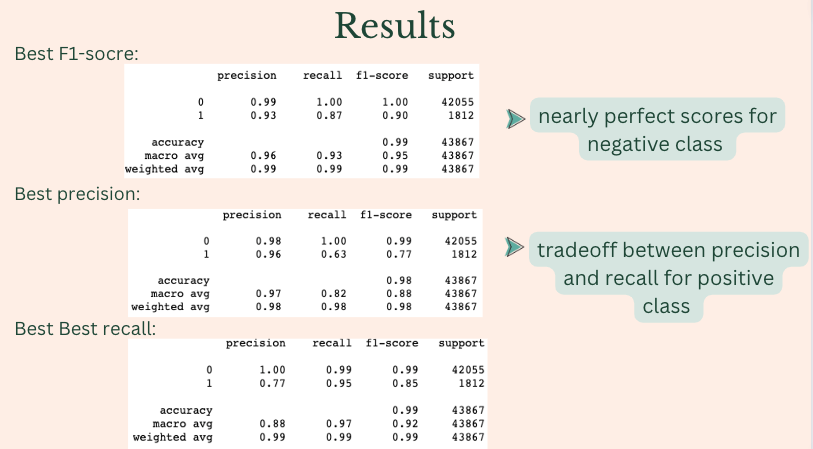 Results
Best F1-socre:
precision recall f1-score support
0 0.99 1.00 1.00 42055
1 0.93 0.87 0.90 1812
accuracy 0.99 43867
macro avg 0.96 0.93 0.95 43867
weighted avg 0.99 0.99 0.99 43867
nearly perfect scores for
negative class
Best precision:
precision recall f1-score support
0 0.98 1.00 0.99 42055
1 0.96 0.63 0.77 1812
accuracy 0.98 43867
macro avg 0.97 0.82 0.88 43867
weighted avg 0.98 0.98 0.98 43867
tradeoff between precision
and recall for positive
class
Best Best recall:
precision recall f1-score support
0 1.00 0.99 0.99 42055
1 0.77 0.95 0.85 1812
accuracy 0.99 43867
macro avg 0.88 0.97 0.92 43867
weighted avg 0.99 0.99 0.99 43867